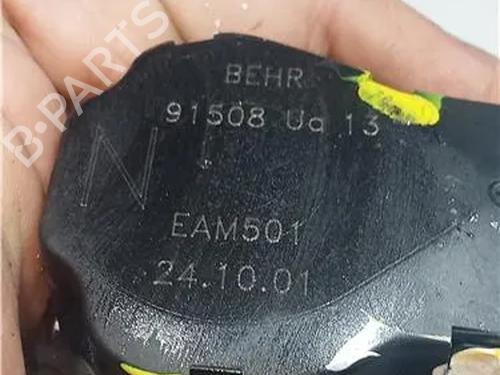 B-PARTS
BEHR
91508 Ua 13
N
EAM501
24.10.01